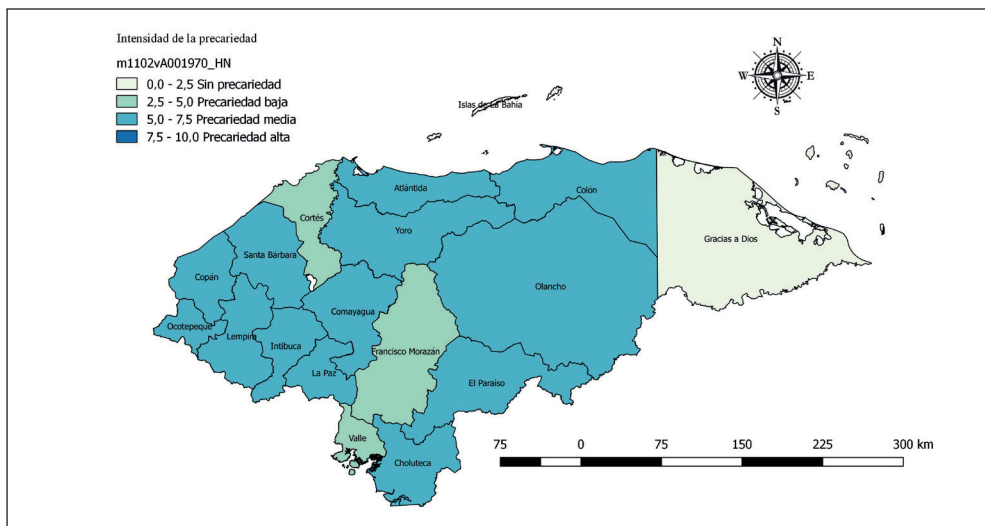 Intensidad de la precariedad
m1102vA001970_HN
0,0 - 2,5 Sin precariedad
2,5 - 5,0 Precariedad baja
5,0 - 7,5 Precariedad media
7,5 - 10,0 Precariedad alta
N
W E
S
Islas de La Bahía
Atlántida
Colón
Cortés
Yoro
Gracias a Dios
Santa Bárbara
Copán
Olancho
Comayagua
Ocotepeque
Lempira
Intibuca
Francisco Morazán
La Paz
El Paraíso
Valle
Choluteca
75 0 75 150 225 300 km